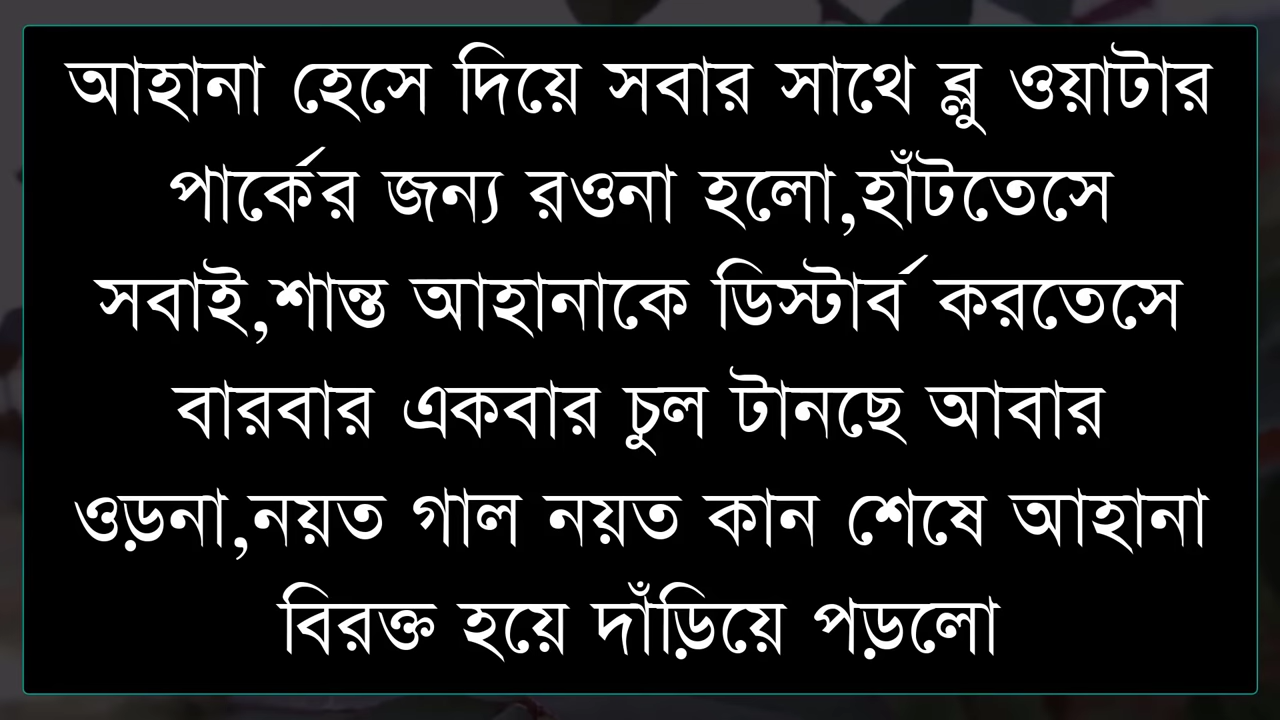 আহানা হেসে দিয়ে সবার সাথে ব্লু ওয়াটার
পার্কের জন্য রওনা হলো,হাঁটতেসে
সবাই,শান্ত আহানাকে ডিস্টার্ব করতেসে
বারবার একবার চুল টানছে আবার
ওড়না,নয়ত গাল নয়ত কান শেষে আহানা
বিরক্ত হয়ে দাঁড়িয়ে পড়লো